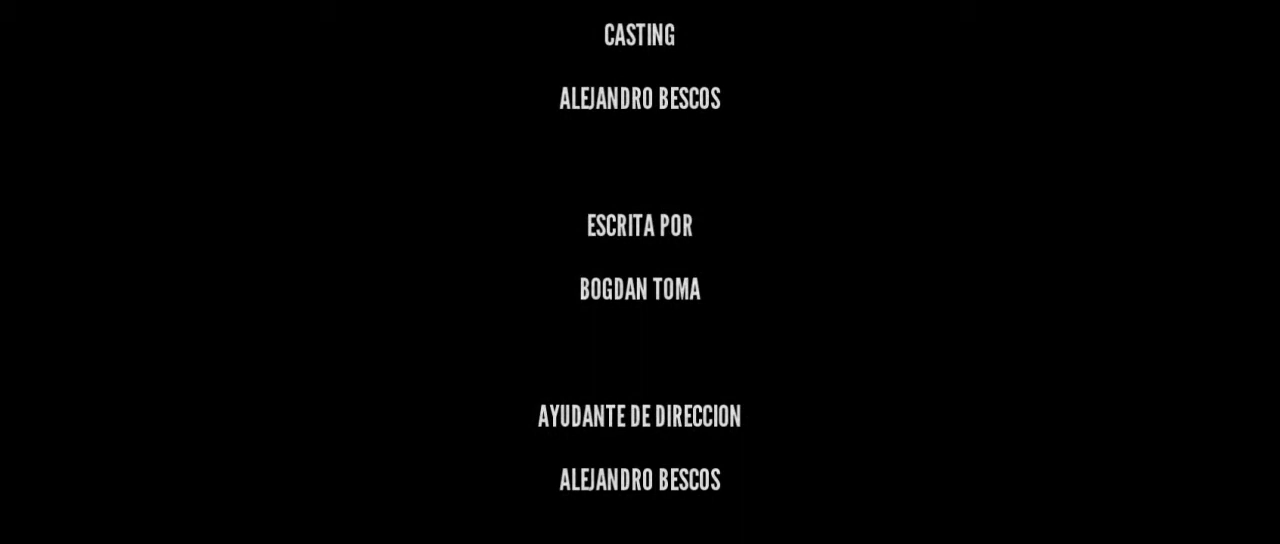 CASTING
ALEJANDRO BESCOS
ESCRITA POR
BOGDAN TOMA
AYUDANTE DE DIRECCION
ALEJANDRO BESCOS